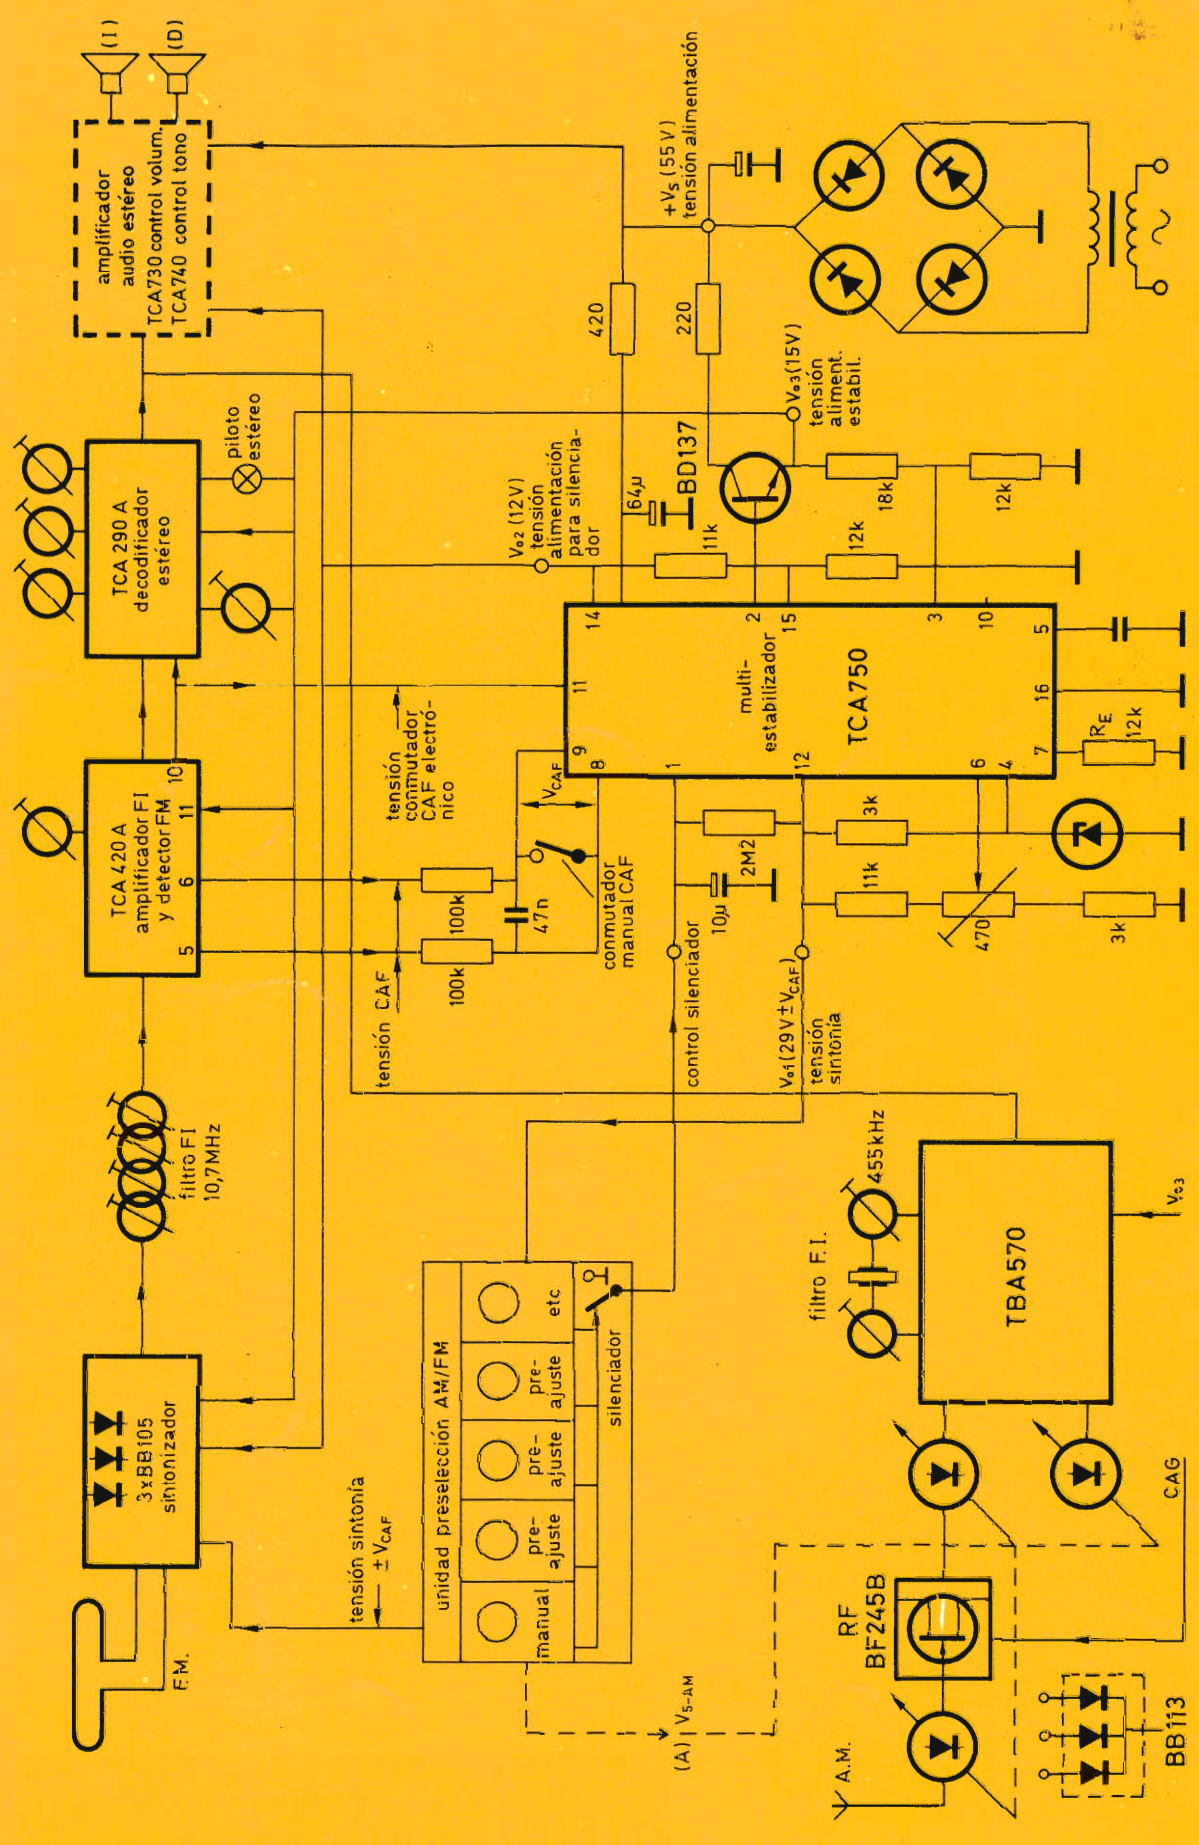 F.M.
3xBB105
sintonizador
filtro FI
10,7MHz
TCA 420A
amplificador FI
y detector FM
5
6
11
10
TCA 290 A
decodificador
estéreo
piloto
estéreo
amplificador
audio estéreo
TCA730 control volum.
TCA740 control tono
(I)
(D)
tensión sintonía
± VCAF
tensión CAF
100k
100k
47n
VCAF
conmutador
manual CAF
tensión
conmutador
CAF electró-
nico
Vo2 (12V)
tensión
alimentación
para silencia-
dor
420
220
+Vs (55V)
tensión alimentación
64µ
BD137
11k
12k
18k
12k
Vo3 (15V)
tensión
aliment.
estabil.
unidad preselección AM/FM
manual
pre-
ajuste
pre-
ajuste
pre-
ajuste
etc
silenciador
control silenciador
10µ
2M2
Vo1 (29V ± VCAF)
tensión
sintonía
11k
3k
470
3k
8
9
11
14
1
12
6
4
2
15
3
10
7
16
5
multi-
estabilizador
TCA750
RE
12k
(A)
VS-AM
A.M.
RF
BF245B
CAG
BB113
filtro F.I.
455kHz
TBA570
Vo3